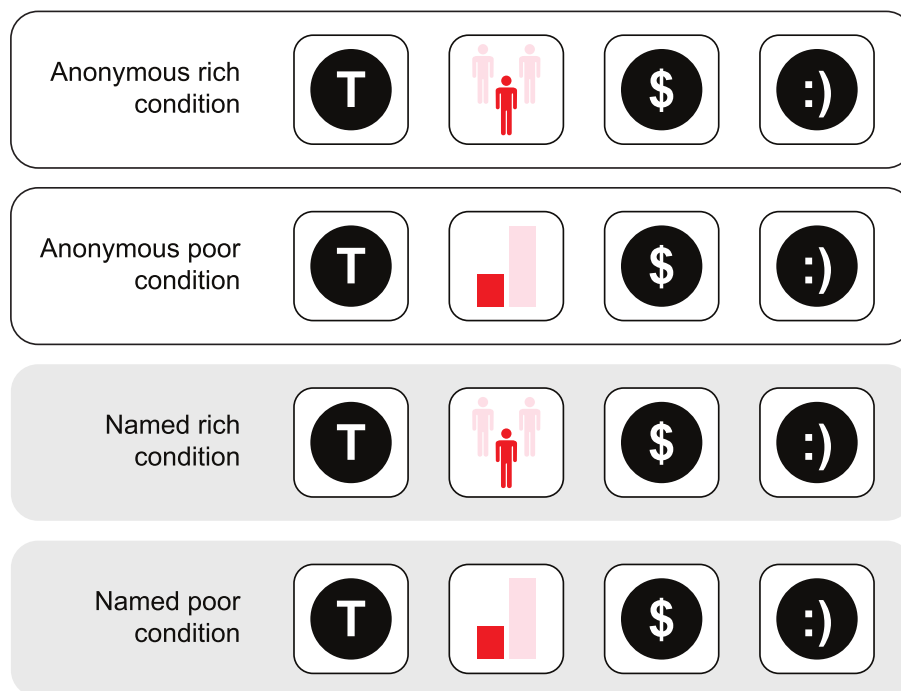 Anonymous rich
condition
T
$
:)
Anonymous poor
condition
T
$
:)
Named rich
condition
T
$
:)
Named poor
condition
T
$
:)